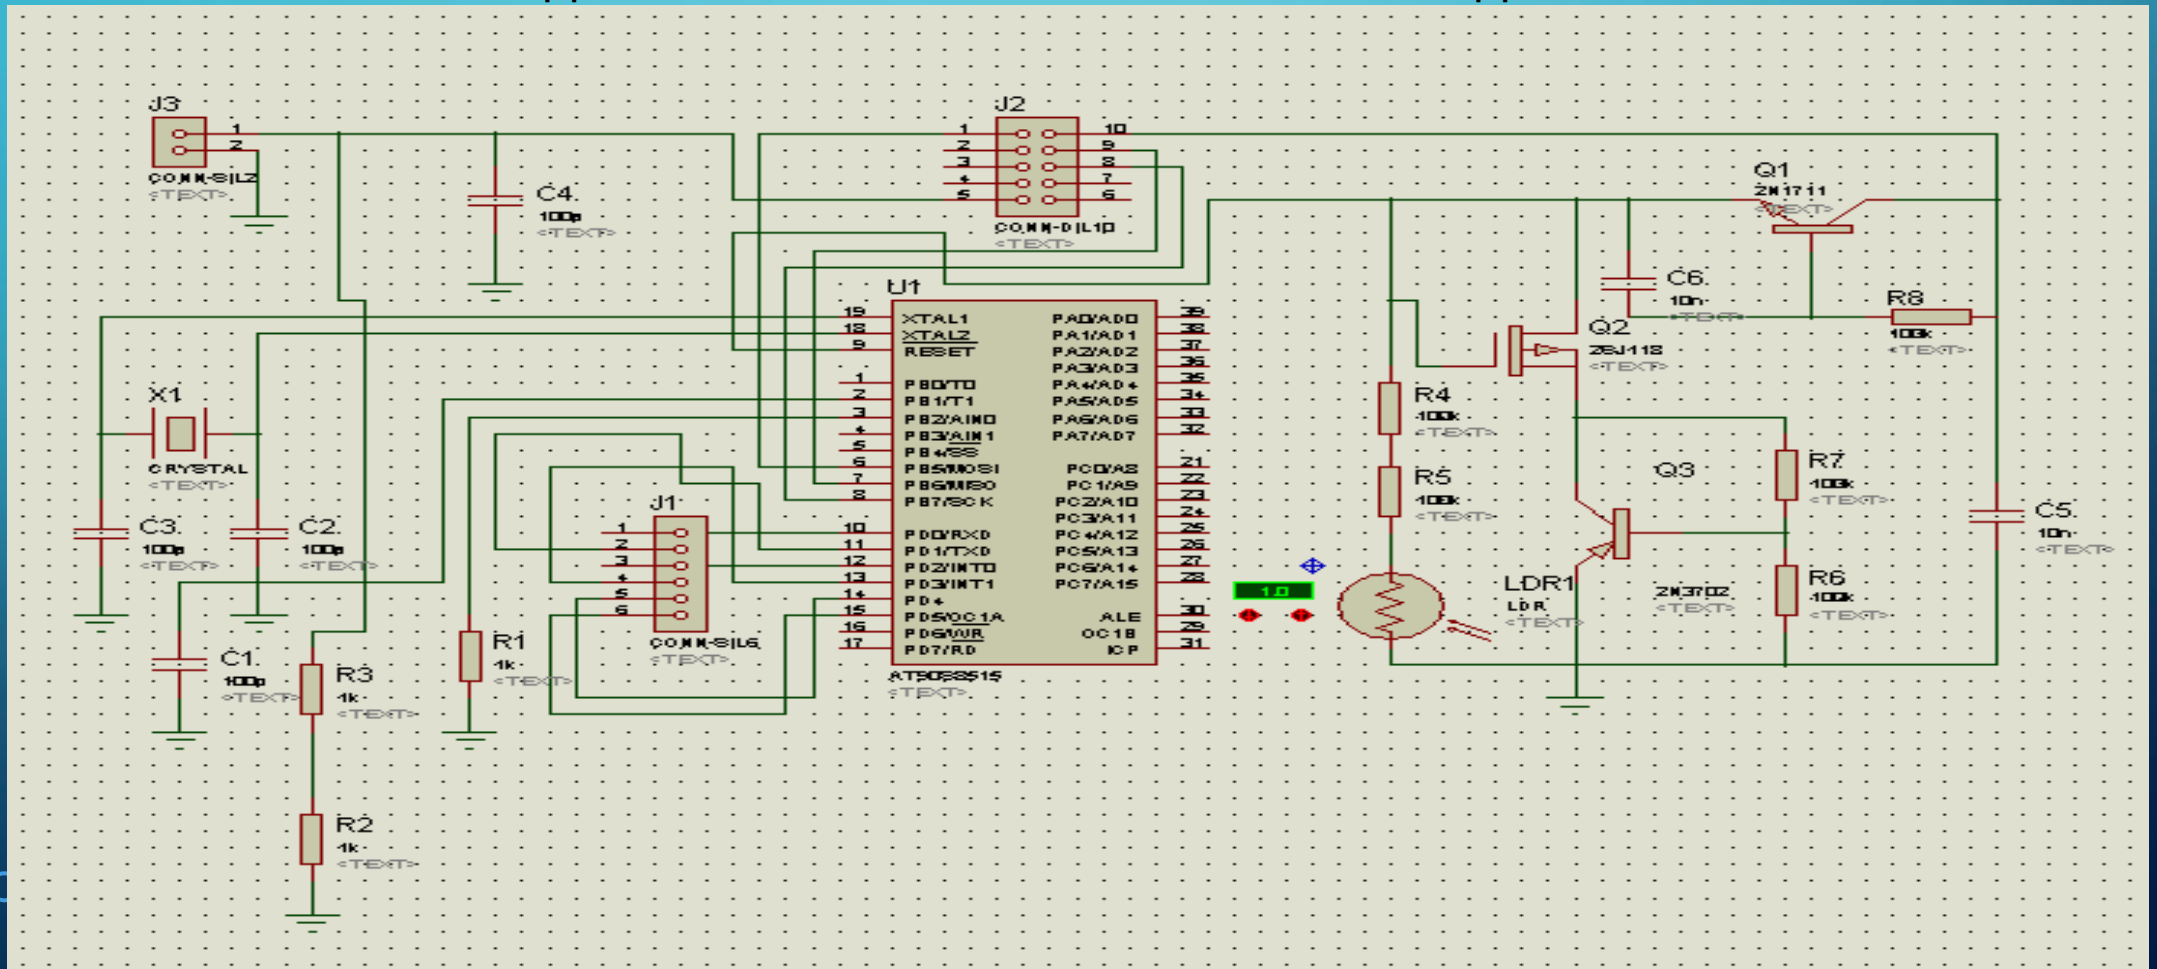 J3
1
2
CONN-SIL2
<TEXT>
C4
100p
<TEXT>
J2
1
2
3
4
5
10
9
8
7
6
CONN-DIL10
<TEXT>
Q1
2N1711
<TEXT>
C6
10n
<TEXT>
R8
100k
<TEXT>
Q2
2SJ118
<TEXT>
U1
19 XTAL1
18 XTAL2
9 RESET
1 PB0/T0
2 PB1/T1
3 PB2/AIN0
4 PB3/AIN1
5 PB4/SS
6 PB5/MOSI
7 PB6/MISO
8 PB7/SCK
10 PD0/RXD
11 PD1/TXD
12 PD2/INT0
13 PD3/INT1
14 PD4
15 PD5/OC1A
16 PD6/WR
17 PD7/RD
PA0/AD0 39
PA1/AD1 38
PA2/AD2 37
PA3/AD3 36
PA4/AD4 35
PA5/AD5 34
PA6/AD6 33
PA7/AD7 32
PC0/A8 21
PC1/A9 22
PC2/A10 23
PC3/A11 24
PC4/A12 25
PC5/A13 26
PC6/A14 27
PC7/A15 28
ALE 30
OC1B 29
ICP 31
AT90S8515
<TEXT>
X1
CRYSTAL
<TEXT>
C3
100p
<TEXT>
C2
100p
<TEXT>
J1
1
2
3
4
5
6
CONN-SIL6
<TEXT>
R4
100k
<TEXT>
R5
100k
<TEXT>
Q3
2N3702
<TEXT>
R7
100k
<TEXT>
C5
10n
<TEXT>
1.0
LDR1
LDR
<TEXT>
R6
100k
<TEXT>
C1
100p
<TEXT>
R1
1k
<TEXT>
R3
1k
<TEXT>
R2
1k
<TEXT>